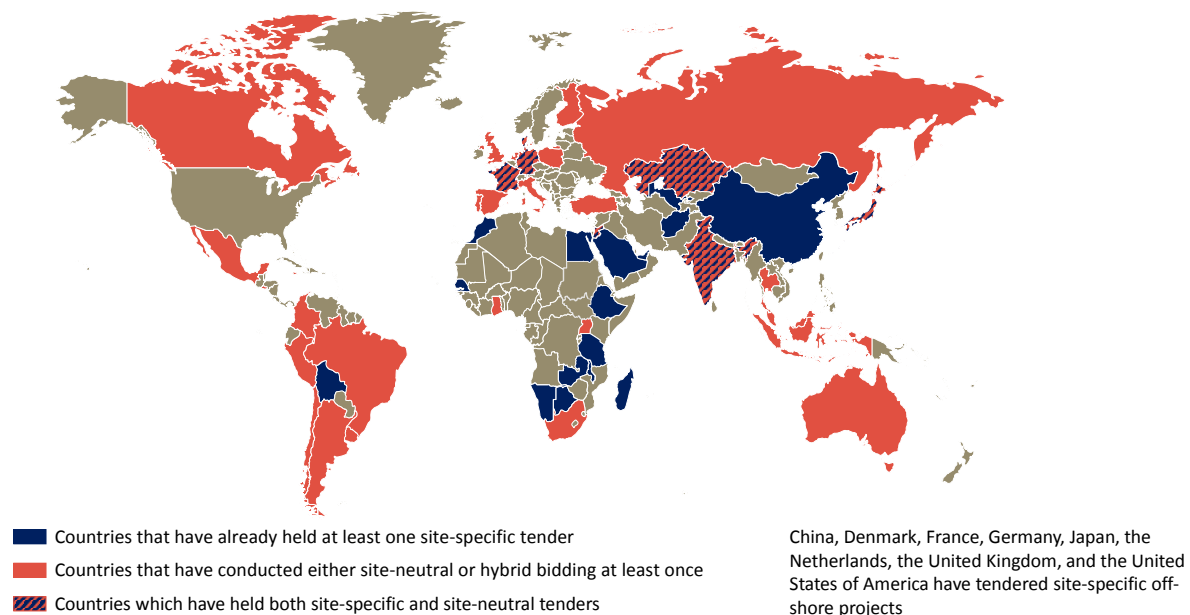 Countries that have already held at least one site-specific tender
Countries that have conducted either site-neutral or hybrid bidding at least once
Countries which have held both site-specific and site-neutral tenders
China, Denmark, France, Germany, Japan, the
Netherlands, the United Kingdom, and the United
States of America have tendered site-specific off-
shore projects